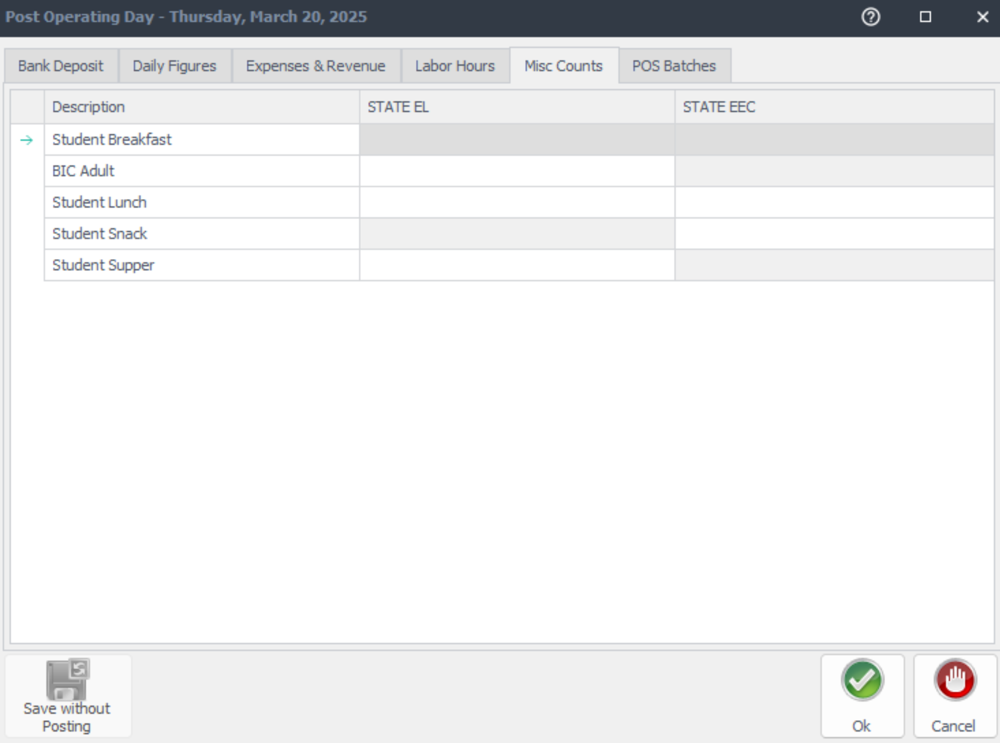 Post Operating Day - Thursday, March 20, 2025
Bank Deposit Daily Figures Expenses & Revenue Labor Hours Misc Counts POS Batches
Description STATE EL STATE EEC
Student Breakfast
BIC Adult
Student Lunch
Student Snack
Student Supper
Save without
Posting
Ok
Cancel